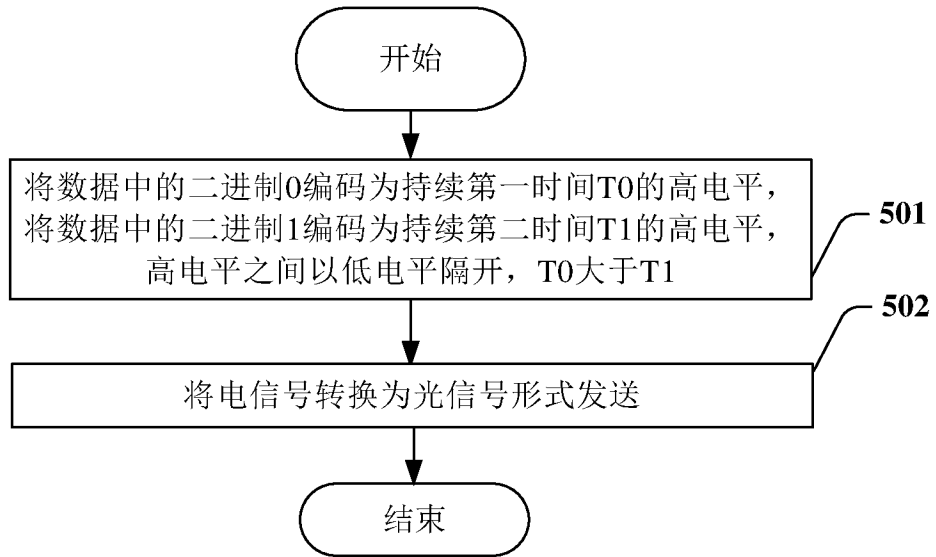 开始
将数据中的二进制0编码为持续第一时间T0的高电平，
将数据中的二进制1编码为持续第二时间T1的高电平，
高电平之间以低电平隔开，T0大于T1
501
502
将电信号转换为光信号形式发送
结束